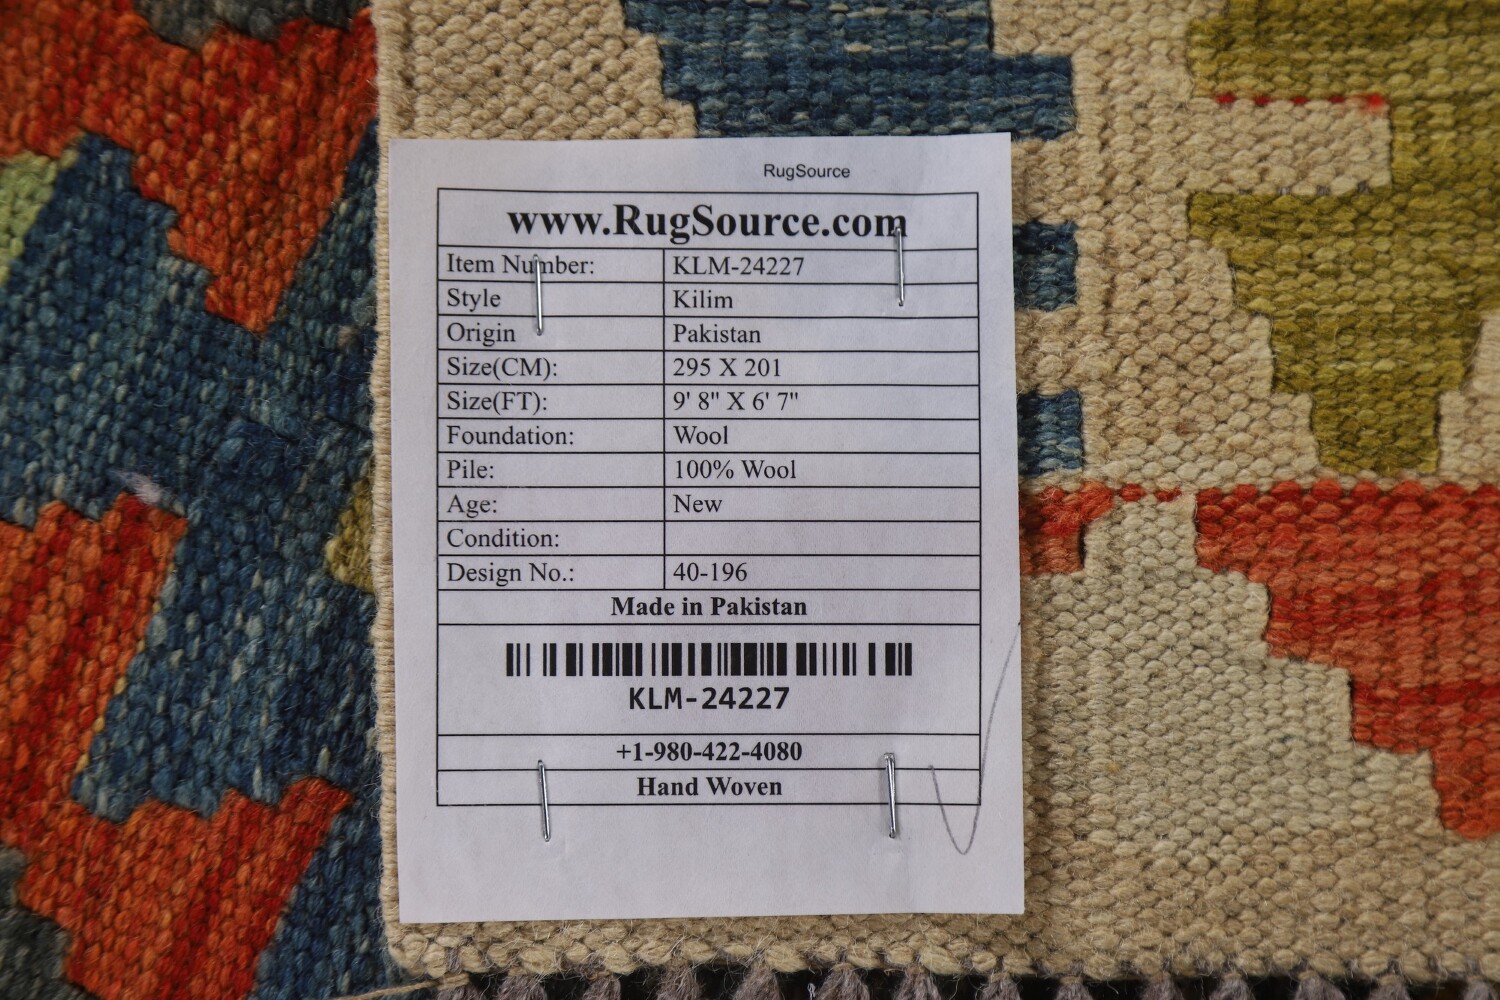 RugSource
www.RugSource.com
Item Number: KLM-24227
Style Kilim
Origin Pakistan
Size(CM): 295 X 201
Size(FT): 9' 8" X 6' 7"
Foundation: Wool
Pile: 100% Wool
Age: New
Condition:
Design No.: 40-196
Made in Pakistan
KLM-24227
+1-980-422-4080
Hand Woven